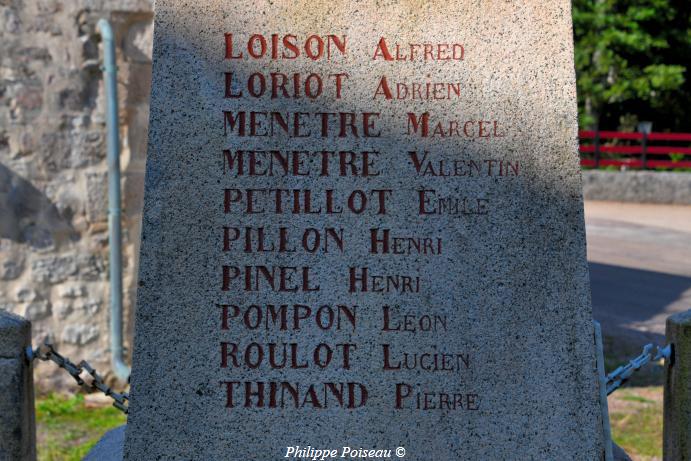 LOISON ALFRED
LORIOT ADRIEN
MENETRE MARCEL
MENETRE VALENTIN
PETILLOT EMILE
PILLON HENRI
PINEL HENRI
POMPON LEON
ROULOT LUCIEN
THINAND PIERRE
Philippe Poiseau ©